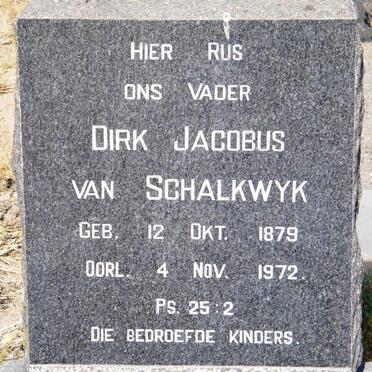 HIER RUS
ONS VADER
DIRK JACOBUS
VAN SCHALKWYK
GEB. 12 OKT. 1879
OORL. 4 NOV. 1972.
PS. 25:2
DIE BEDROEFDE KINDERS.